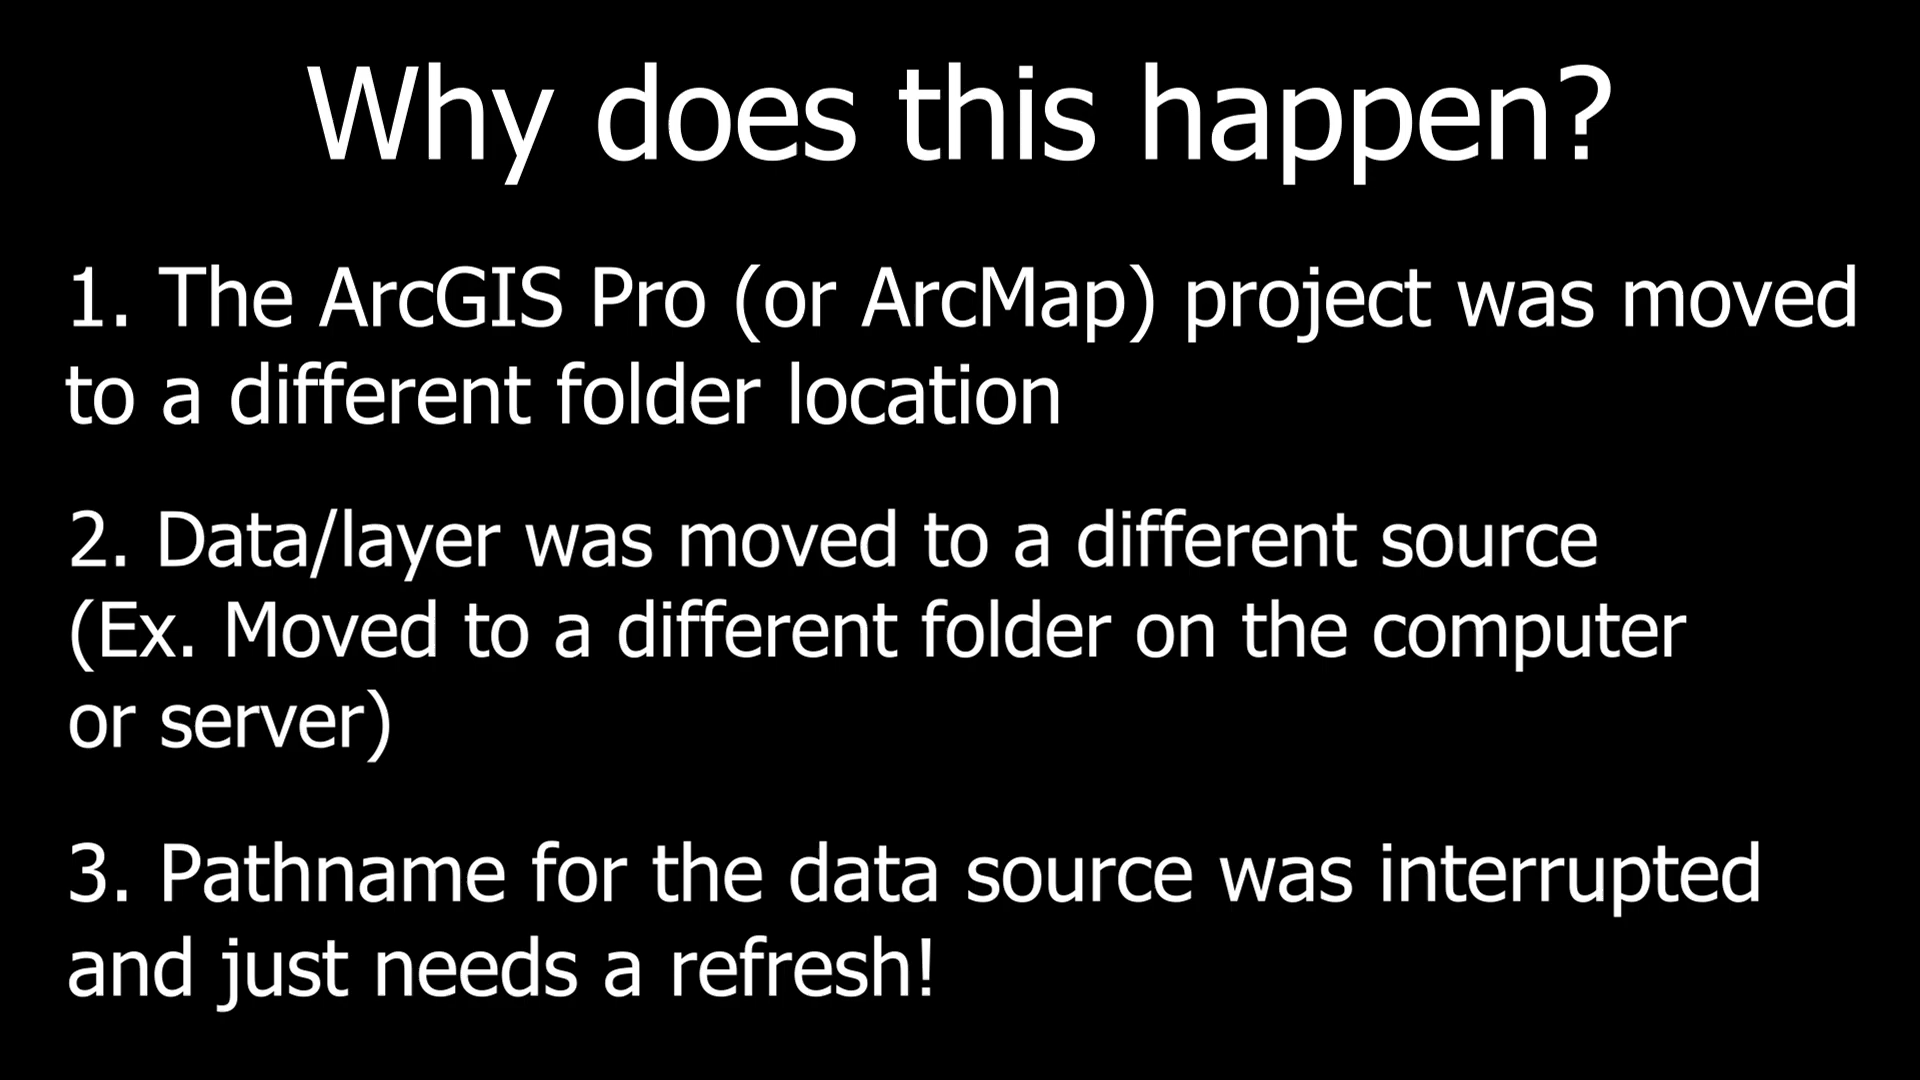 Why does this happen?
1. The ArcGIS Pro (or ArcMap) project was moved
to a different folder location
2. Data/layer was moved to a different source
(Ex. Moved to a different folder on the computer
or server)
3. Pathname for the data source was interrupted
and just needs a refresh!